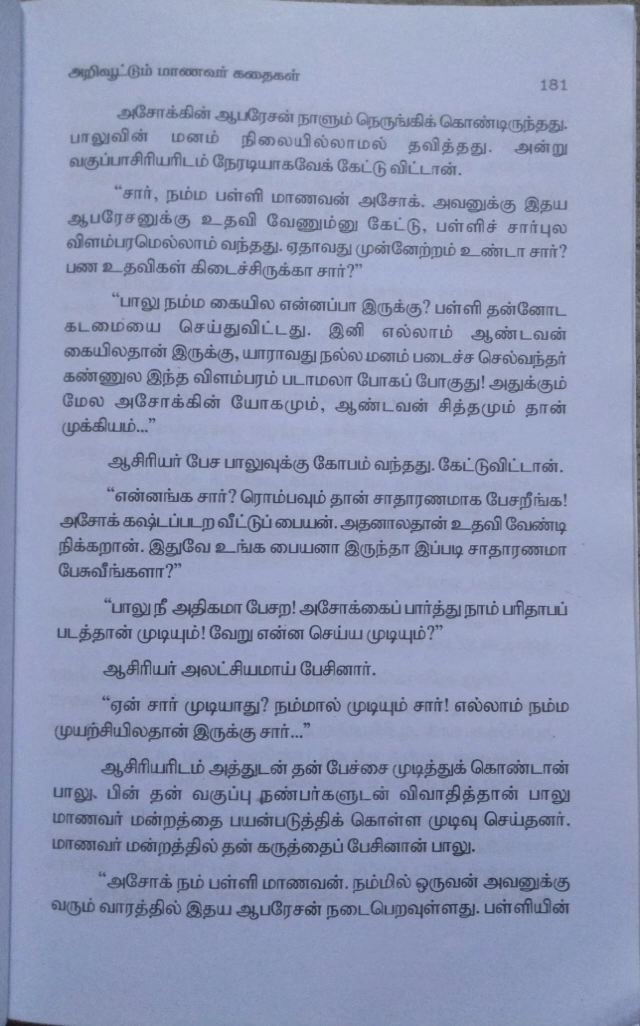 அறிவூட்டும் மாணவர் கதைகள்
181
அசோக்கின் ஆபரேசன் நாளும் நெருங்கிக் கொண்டிருந்தது.
பாலுவின் மனம் நிலையில்லாமல் தவித்தது. அன்று
வகுப்பாசிரியரிடம் நேரடியாகவேக் கேட்டு விட்டான்.
“சார், நம்ம பள்ளி மாணவன் அசோக். அவனுக்கு இதய
ஆபரேசனுக்கு உதவி வேணும்னு கேட்டு, பள்ளிச் சார்புல
விளம்பரமெல்லாம் வந்தது. ஏதாவது முன்னேற்றம் உண்டா சார்?
பண உதவிகள் கிடைச்சிருக்கா சார்?”
“பாலு நம்ம கையில என்னப்பா இருக்கு? பள்ளி தன்னோட
கடமையை செய்துவிட்டது. இனி எல்லாம் ஆண்டவன்
கையிலதான் இருக்கு, யாராவது நல்ல மனம் படைச்ச செல்வந்தர்
கண்ணுல இந்த விளம்பரம் படாமலா போகப் போகுது! அதுக்கும்
மேல அசோக்கின் யோகமும், ஆண்டவன் சித்தமும் தான்
முக்கியம்...”
ஆசிரியர் பேச பாலுவுக்கு கோபம் வந்தது. கேட்டுவிட்டான்.
“என்னங்க சார்? ரொம்பவும் தான் சாதாரணமாக பேசறீங்க!
அசோக் கஷ்டப்படற வீட்டுப் பையன். அதனாலதான் உதவி வேண்டி
நிக்கறான். இதுவே உங்க பையனா இருந்தா இப்படி சாதாரணமா
பேசுவீங்களா?”
“பாலு நீ அதிகமா பேசற! அசோக்கைப் பார்த்து நாம் பரிதாபப்
படத்தான் முடியும்! வேறு என்ன செய்ய முடியும்?”
ஆசிரியர் அலட்சியமாய் பேசினார்.
“ஏன் சார் முடியாது? நம்மால் முடியும் சார்! எல்லாம் நம்ம
முயற்சியிலதான் இருக்கு சார்...”
ஆசிரியரிடம் அத்துடன் தன் பேச்சை முடித்துக் கொண்டான்
பாலு. பின் தன் வகுப்பு நண்பர்களுடன் விவாதித்தான் பாலு
மாணவர் மன்றத்தை பயன்படுத்திக் கொள்ள முடிவு செய்தனர்.
மாணவர் மன்றத்தில் தன் கருத்தைப் பேசினான் பாலு.
“அசோக் நம் பள்ளி மாணவன். நம்மில் ஒருவன் அவனுக்கு
வரும் வாரத்தில் இதய ஆபரேசன் நடைபெறவுள்ளது. பள்ளியின்